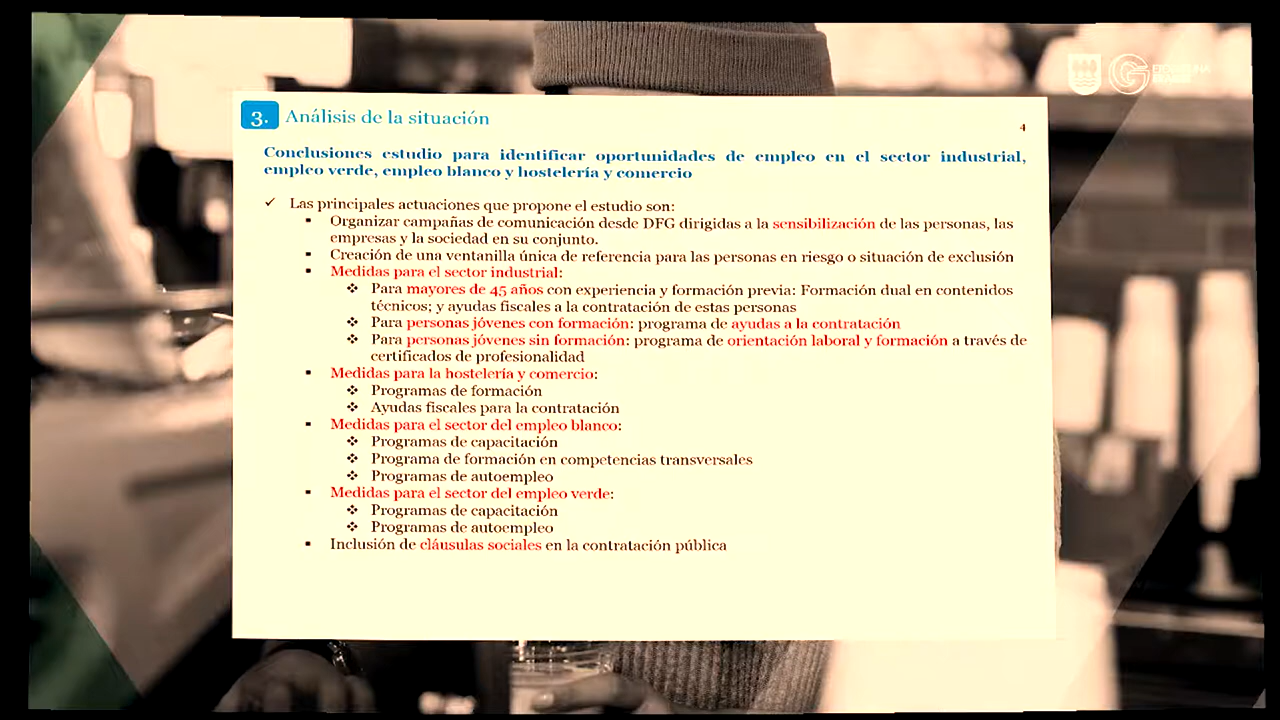 3. Análisis de la situación
4
Conclusiones estudio para identificar oportunidades de empleo en el sector industrial,
empleo verde, empleo blanco y hostelería y comercio
✓ Las principales actuaciones que propone el estudio son:
▪ Organizar campañas de comunicación desde DFG dirigidas a la sensibilización de las personas, las
empresas y la sociedad en su conjunto.
▪ Creación de una ventanilla única de referencia para las personas en riesgo o situación de exclusión
▪ Medidas para el sector industrial:
❖ Para mayores de 45 años con experiencia y formación previa: Formación dual en contenidos
técnicos; y ayudas fiscales a la contratación de estas personas
❖ Para personas jóvenes con formación: programa de ayudas a la contratación
❖ Para personas jóvenes sin formación: programa de orientación laboral y formación a través de
certificados de profesionalidad
▪ Medidas para la hostelería y comercio:
❖ Programas de formación
❖ Ayudas fiscales para la contratación
▪ Medidas para el sector del empleo blanco:
❖ Programas de capacitación
❖ Programa de formación en competencias transversales
❖ Programas de autoempleo
▪ Medidas para el sector del empleo verde:
❖ Programas de capacitación
❖ Programas de autoempleo
▪ Inclusión de cláusulas sociales en la contratación pública